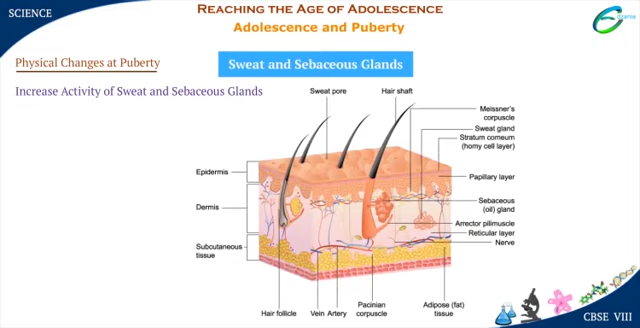 SCIENCE
REACHING THE AGE OF ADOLESCENCE
Adolescence and Puberty
Physical Changes at Puberty
Sweat and Sebaceous Glands
Increase Activity of Sweat and Sebaceous Glands
Sweat pore
Hair shaft
Meissner's
corpuscle
Sweat gland
Stratum corneum
(horny cell layer)
Papillary layer
Sebaceous
(oil) gland
Arrector pilimuscle
Reticular layer
Nerve
Epidermis
Dermis
Subcutaneous
tissue
Hair follicle
Vein
Artery
Pacinian
corpuscle
Adipose (fat)
tissue
CBSE VIII